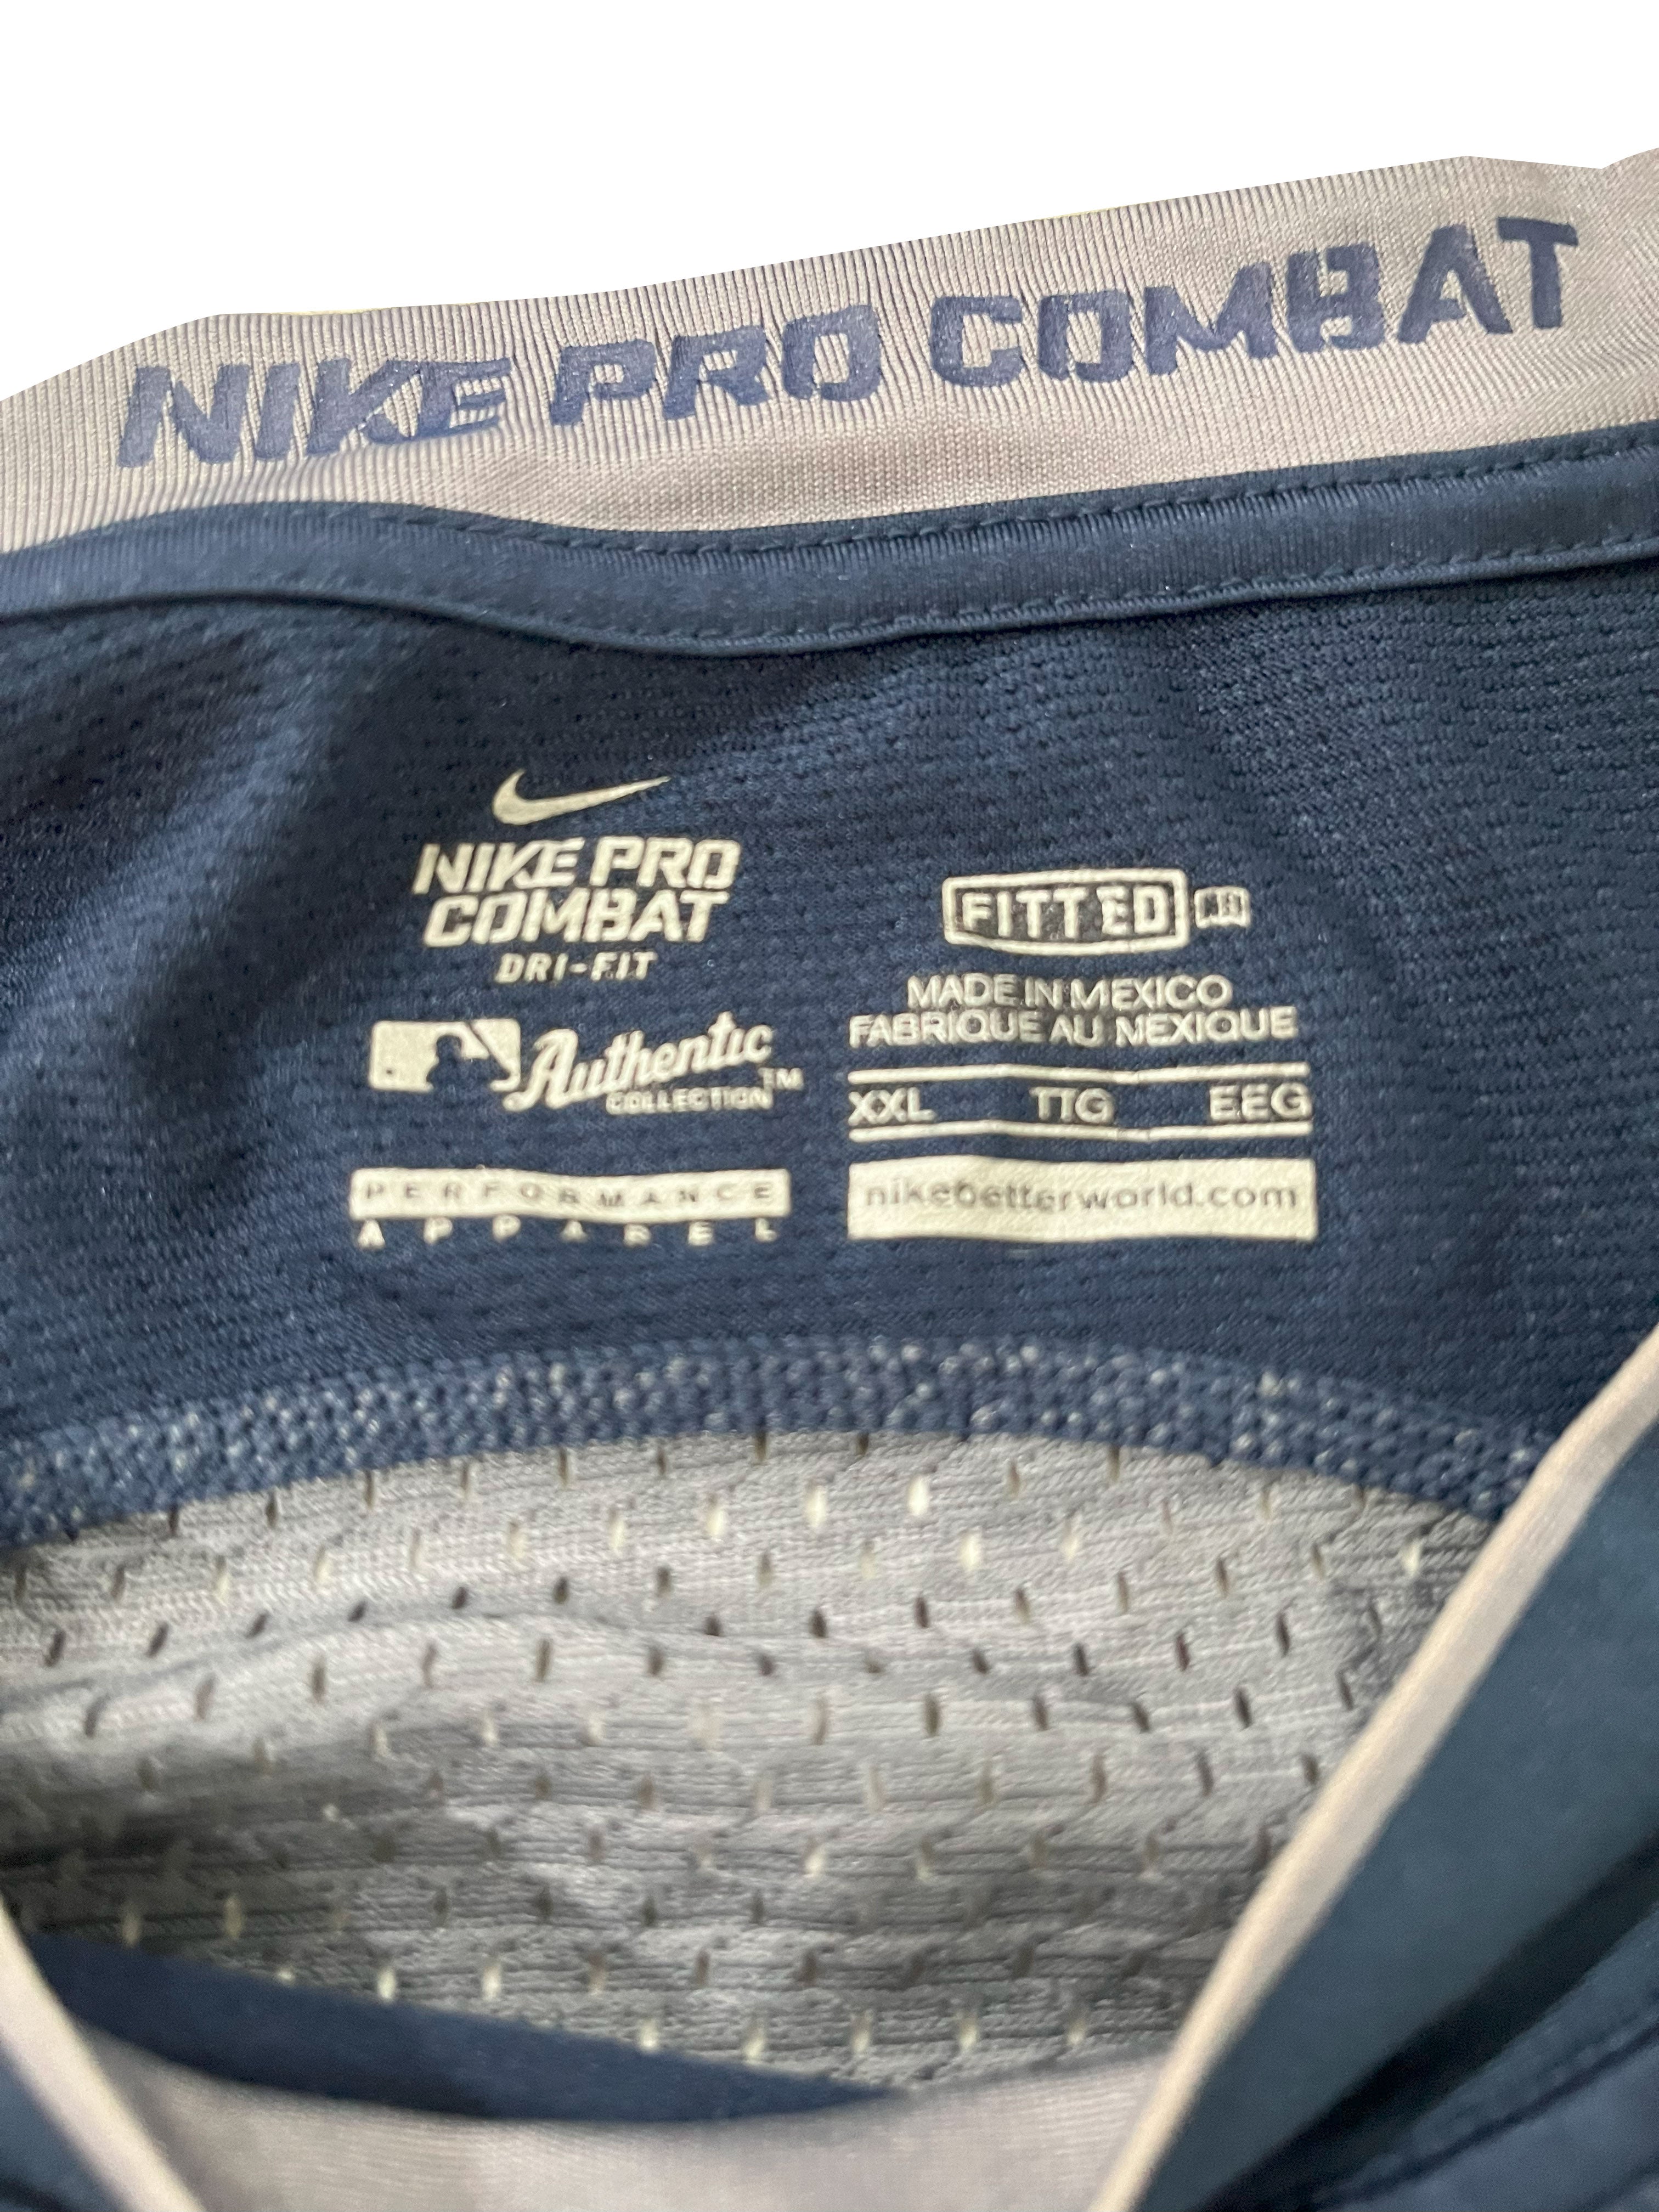 NIKE PRO COMBAT
NIKE PRO
COMBAT
DRI-FIT
Authentic
COLLECTION™
PERFORMANCE
APPAREL
FITTED
MADE IN MEXICO
FABRIQUE AU MEXIQUE
XXL TTG EEG
nikebetterworld.com